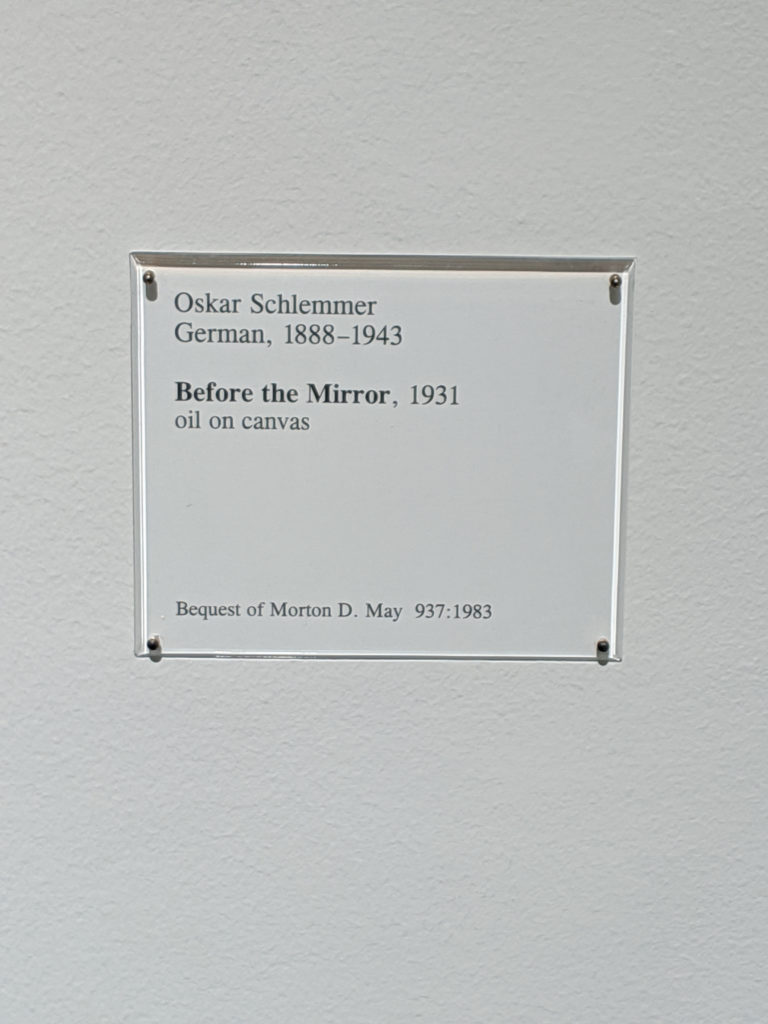 Oskar Schlemmer
German, 1888–1943
Before the Mirror, 1931
oil on canvas
Bequest of Morton D. May 937:1983